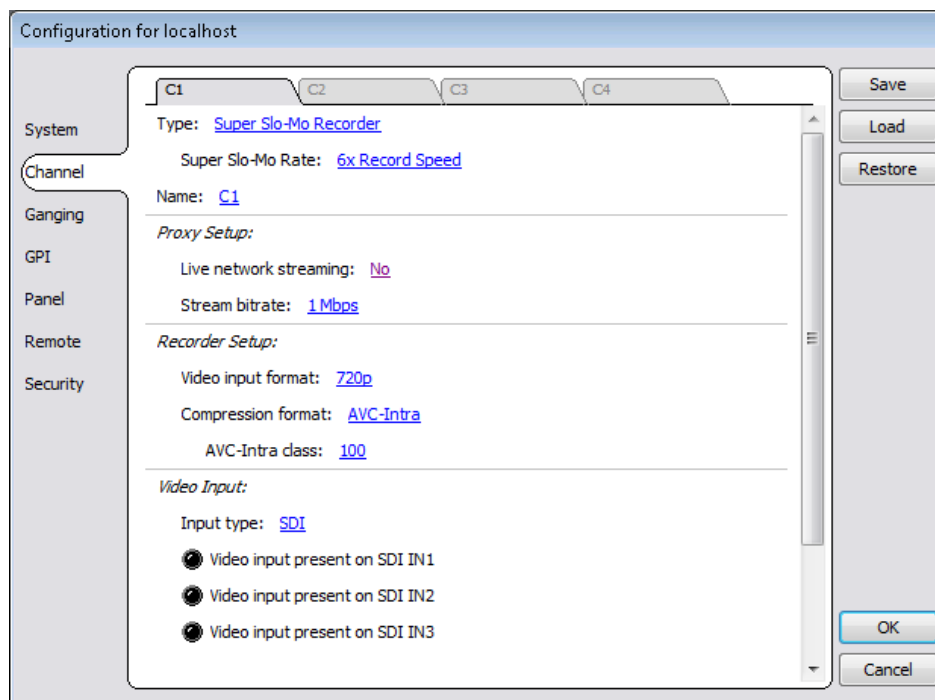 Configuration for localhost
System
Channel
Ganging
GPI
Panel
Remote
Security
C1 C2 C3 C4
Type: Super Slo-Mo Recorder
Super Slo-Mo Rate: 6x Record Speed
Name: C1
Proxy Setup:
Live network streaming: No
Stream bitrate: 1 Mbps
Recorder Setup:
Video input format: 720p
Compression format: AVC-Intra
AVC-Intra class: 100
Video Input:
Input type: SDI
Video input present on SDI IN1
Video input present on SDI IN2
Video input present on SDI IN3
Save
Load
Restore
OK
Cancel